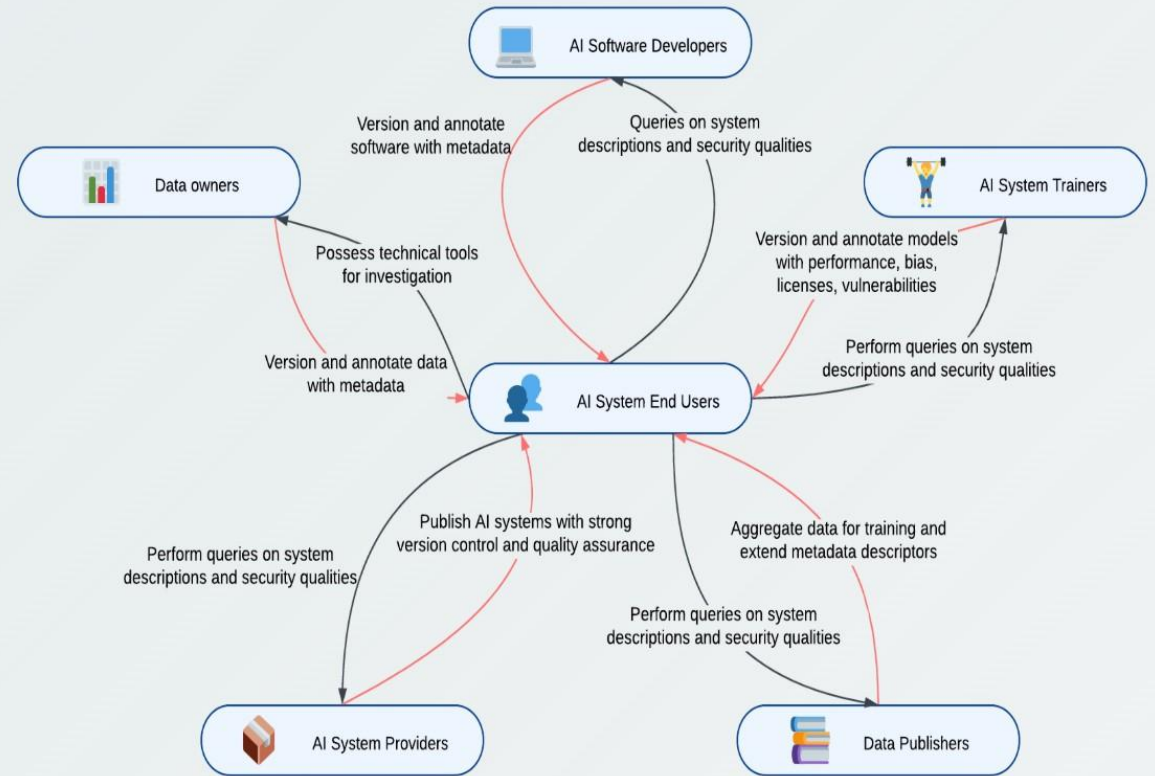 AI Software Developers
Version and annotate
software with metadata
Queries on system
descriptions and security qualities
Data owners
AI System Trainers
Possess technical tools
for investigation
Version and annotate models
with performance, bias,
licenses, vulnerabilities
Version and annotate data
with metadata
Perform queries on system
descriptions and security qualities
AI System End Users
Perform queries on system
descriptions and security qualities
Publish AI systems with strong
version control and quality assurance
Aggregate data for training and
extend metadata descriptors
Perform queries on system
descriptions and security qualities
AI System Providers
Data Publishers